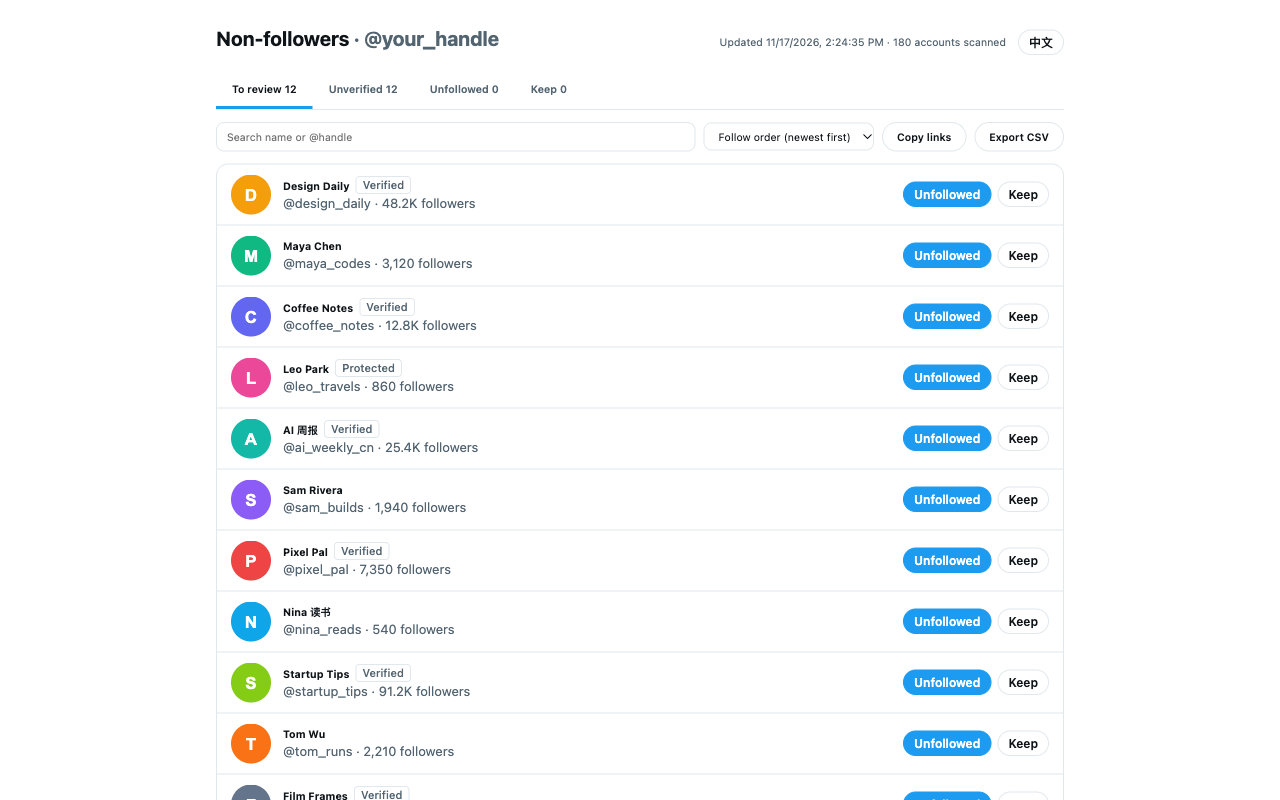 Non-followers · @your_handle
Updated 11/17/2026, 2:24:35 PM · 180 accounts scanned
中文
To review 12
Unverified 12
Unfollowed 0
Keep 0
Search name or @handle
Follow order (newest first)
Copy links
Export CSV
D
Design Daily Verified
@design_daily · 48.2K followers
Unfollowed Keep
M
Maya Chen
@maya_codes · 3,120 followers
Unfollowed Keep
C
Coffee Notes Verified
@coffee_notes · 12.8K followers
Unfollowed Keep
L
Leo Park Protected
@leo_travels · 860 followers
Unfollowed Keep
A
AI 周报 Verified
@ai_weekly_cn · 25.4K followers
Unfollowed Keep
S
Sam Rivera
@sam_builds · 1,940 followers
Unfollowed Keep
P
Pixel Pal Verified
@pixel_pal · 7,350 followers
Unfollowed Keep
N
Nina 读书
@nina_reads · 540 followers
Unfollowed Keep
S
Startup Tips Verified
@startup_tips · 91.2K followers
Unfollowed Keep
T
Tom Wu
@tom_runs · 2,210 followers
Unfollowed Keep
Film Frames Verified